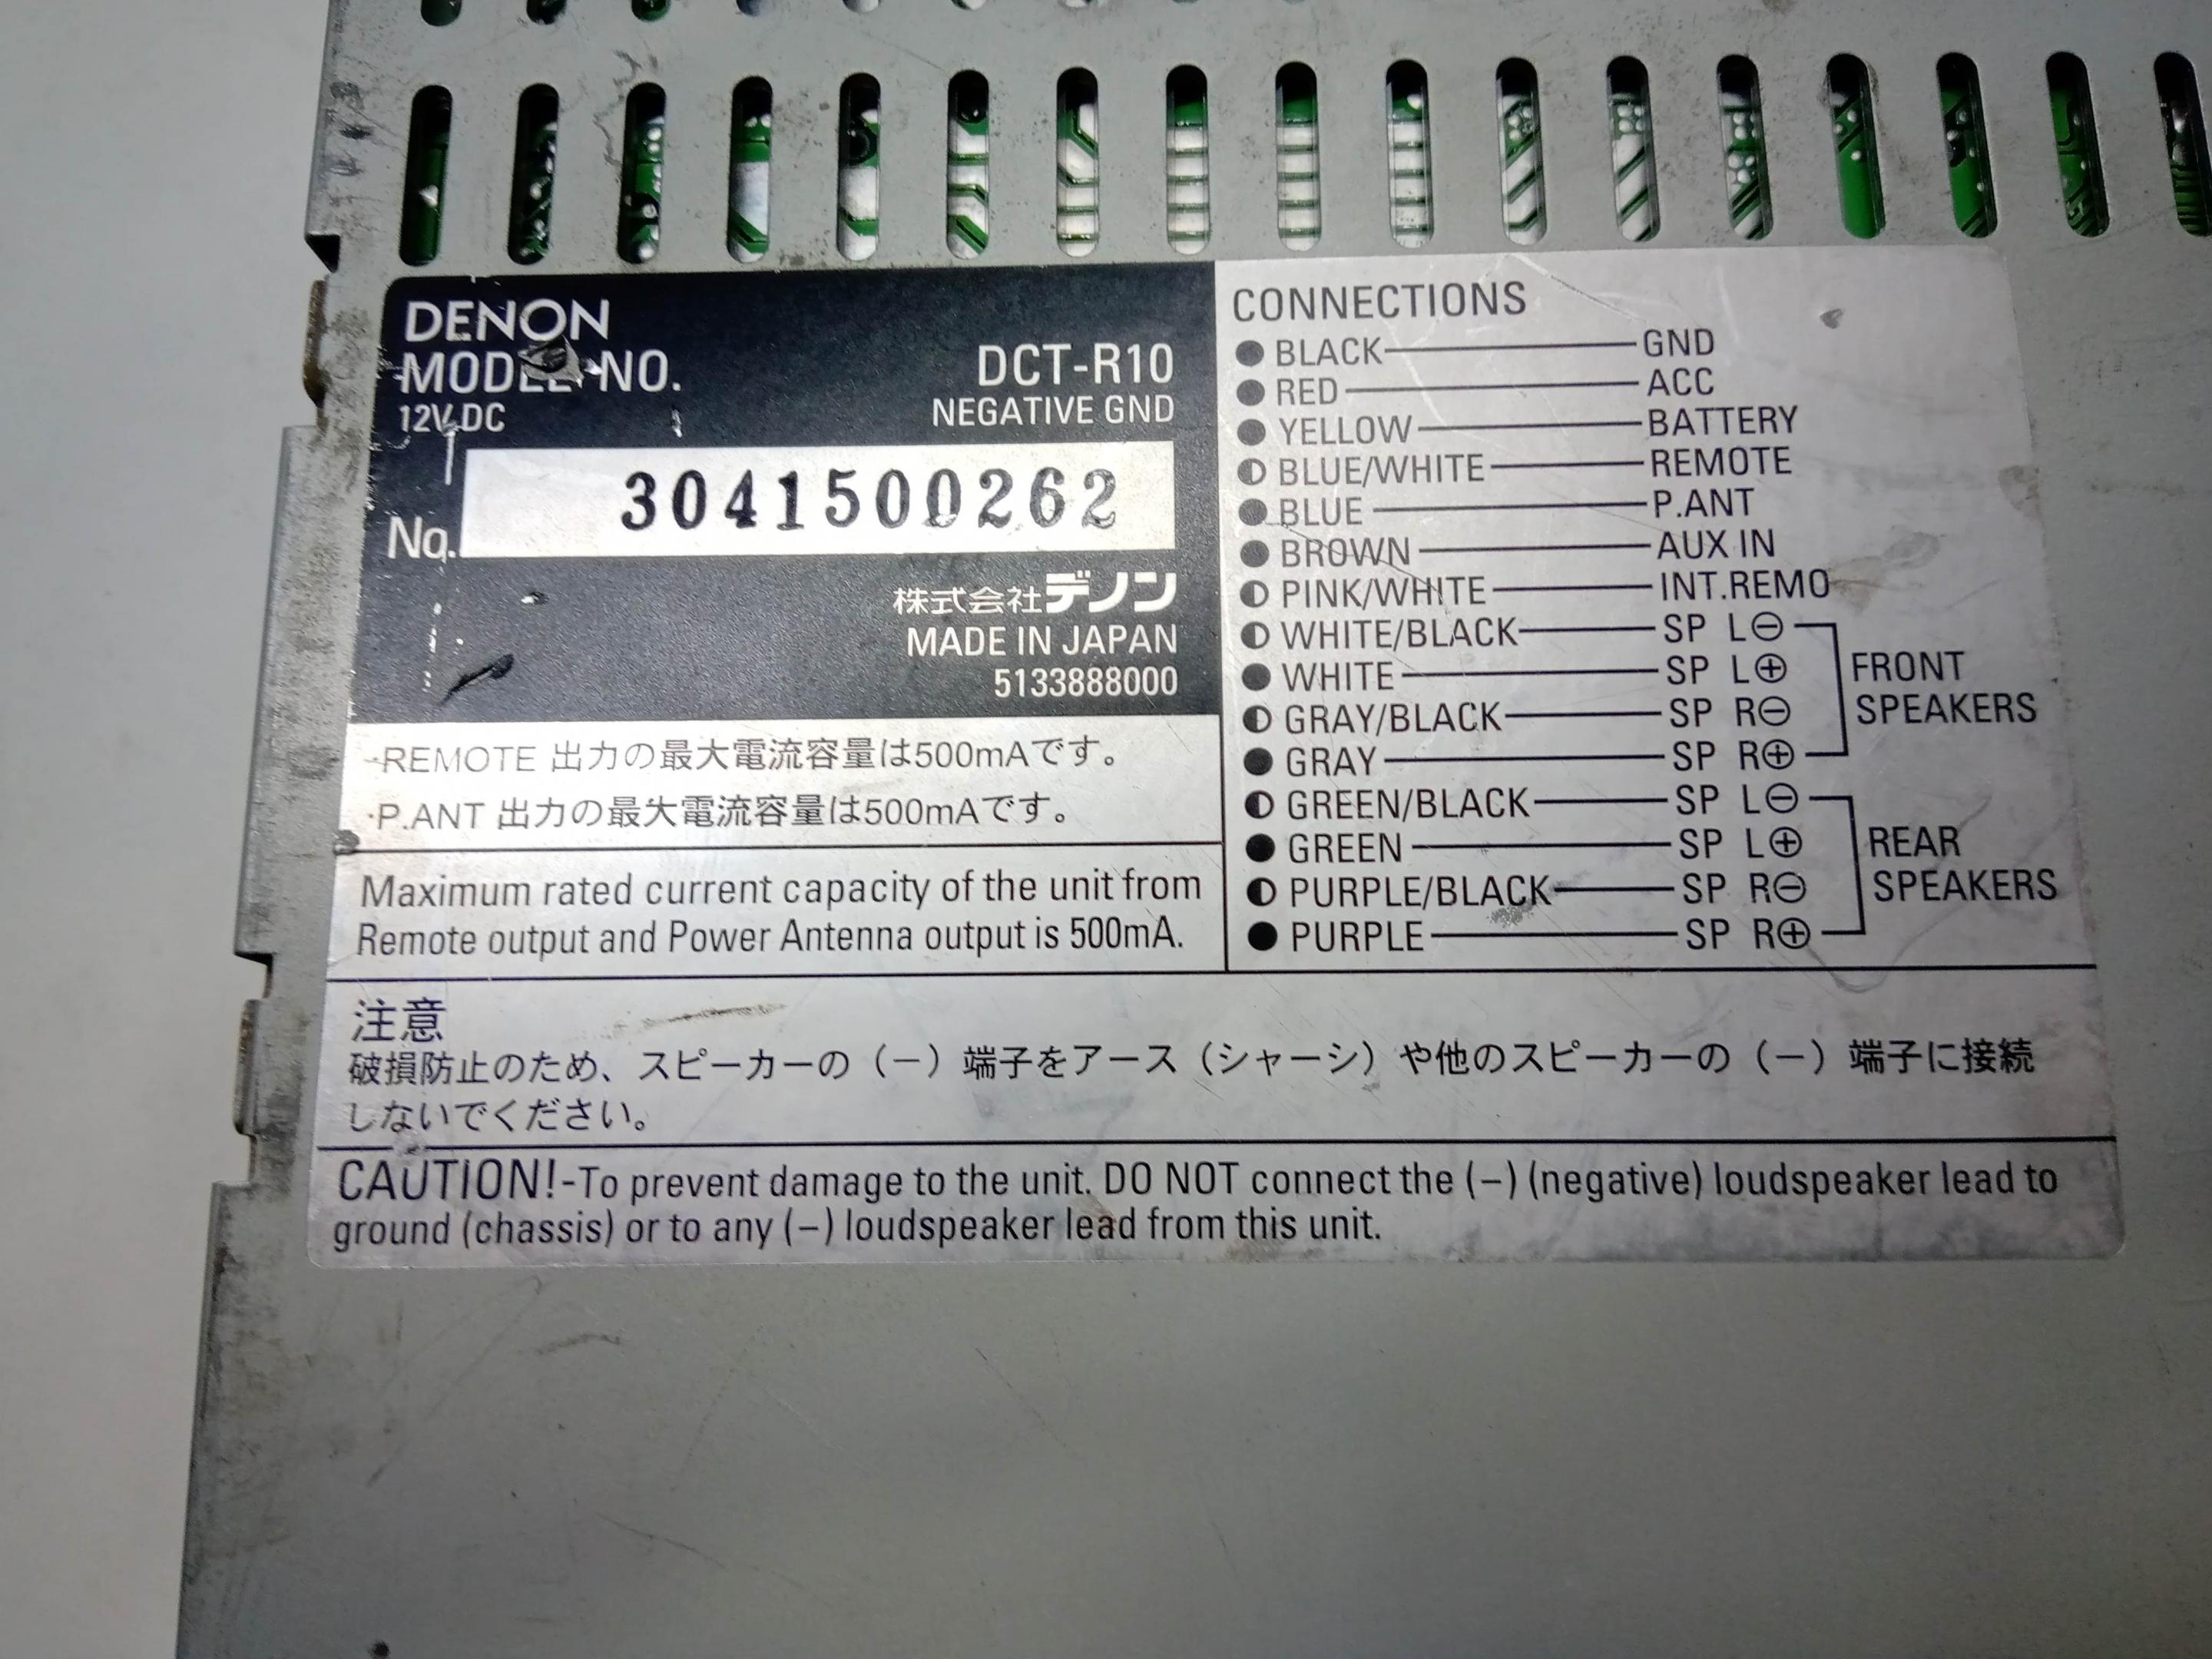 DENON
MODEL NO. DCT-R10
12V DC NEGATIVE GND
No. 3041500262
株式会社デノン
MADE IN JAPAN
5133888000
·REMOTE 出力の最大電流容量は500mAです。
·P.ANT 出力の最大電流容量は500mAです。
Maximum rated current capacity of the unit from
Remote output and Power Antenna output is 500mA.
CONNECTIONS
BLACK GND
RED ACC
YELLOW BATTERY
BLUE/WHITE REMOTE
BLUE P.ANT
BROWN AUX IN
PINK/WHITE INT.REMO
WHITE/BLACK SP L⊖
WHITE SP L⊕
GRAY/BLACK SP R⊖
GRAY SP R⊕
FRONT
SPEAKERS
GREEN/BLACK SP L⊖
GREEN SP L⊕
PURPLE/BLACK SP R⊖
PURPLE SP R⊕
REAR
SPEAKERS
注意
破損防止のため、スピーカーの（−）端子をアース（シャーシ）や他のスピーカーの（−）端子に接続
しないでください。
CAUTION!-To prevent damage to the unit. DO NOT connect the (−) (negative) loudspeaker lead to
ground (chassis) or to any (−) loudspeaker lead from this unit.